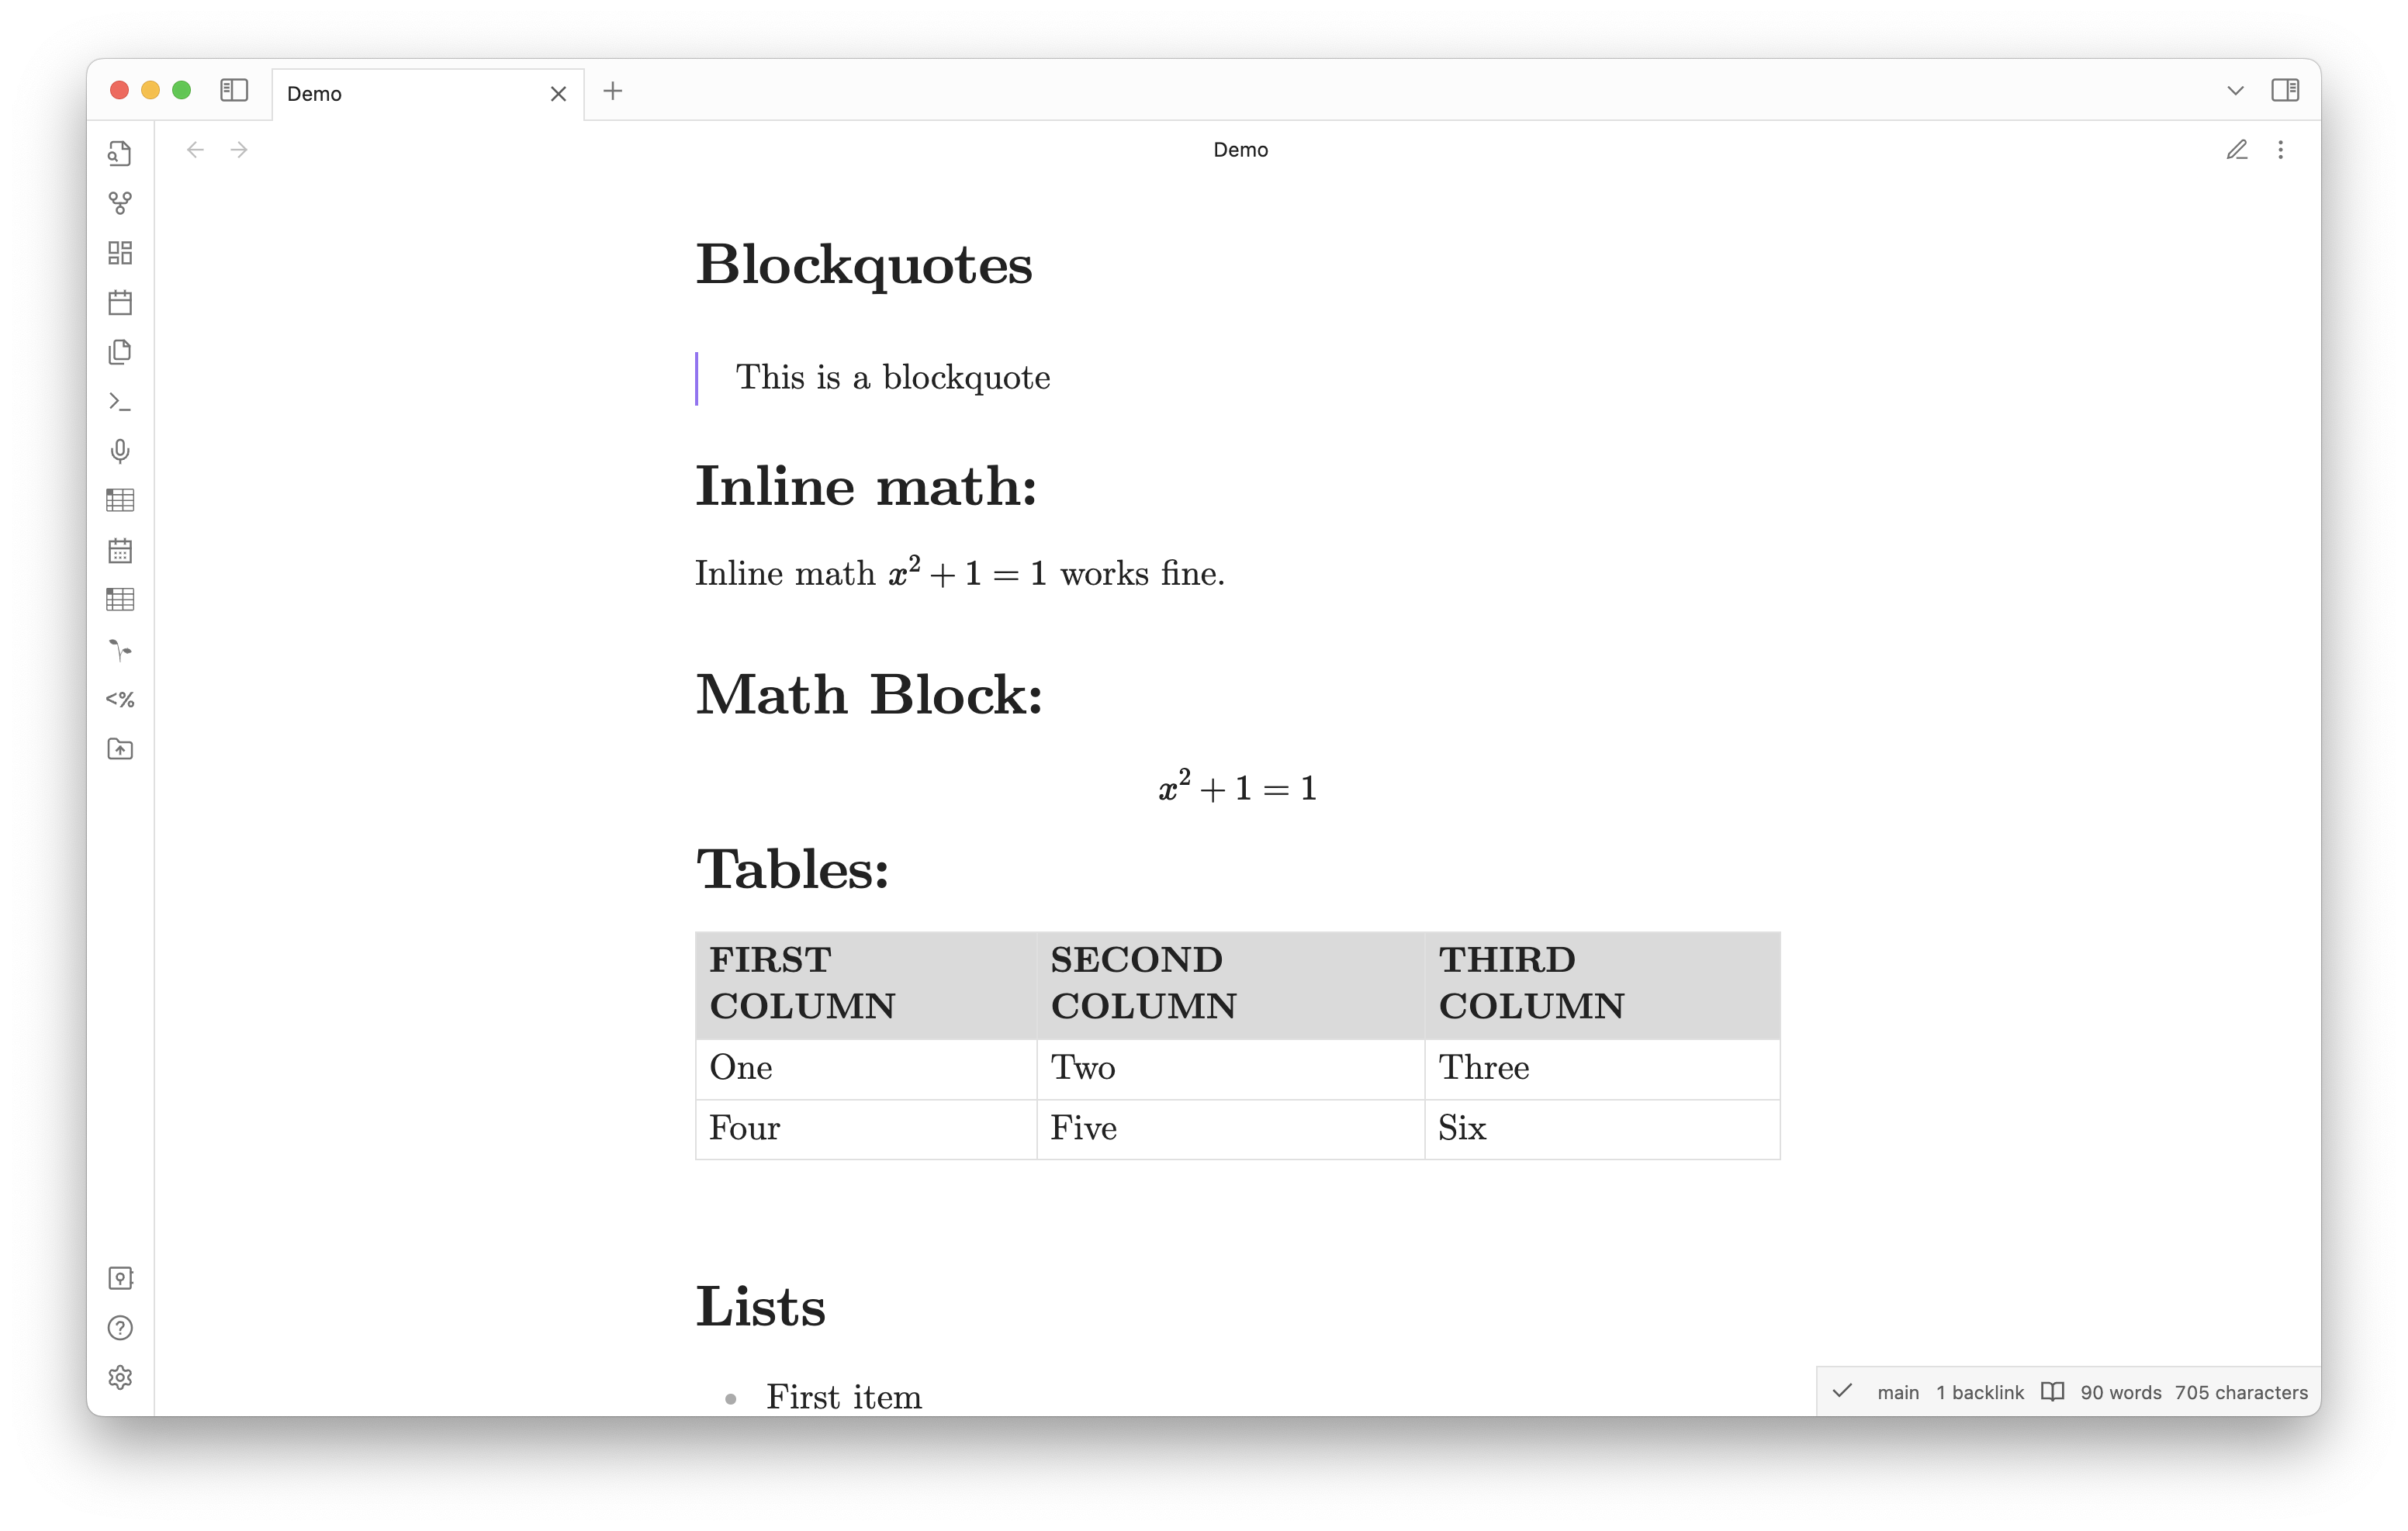 Demo
Demo
<%
Blockquotes
This is a blockquote
Inline math:
Inline math x² + 1 = 1 works fine.
Math Block:
x² + 1 = 1
Tables:
FIRST COLUMN SECOND COLUMN THIRD COLUMN
One Two Three
Four Five Six
Lists
• First item
main 1 backlink 90 words 705 characters